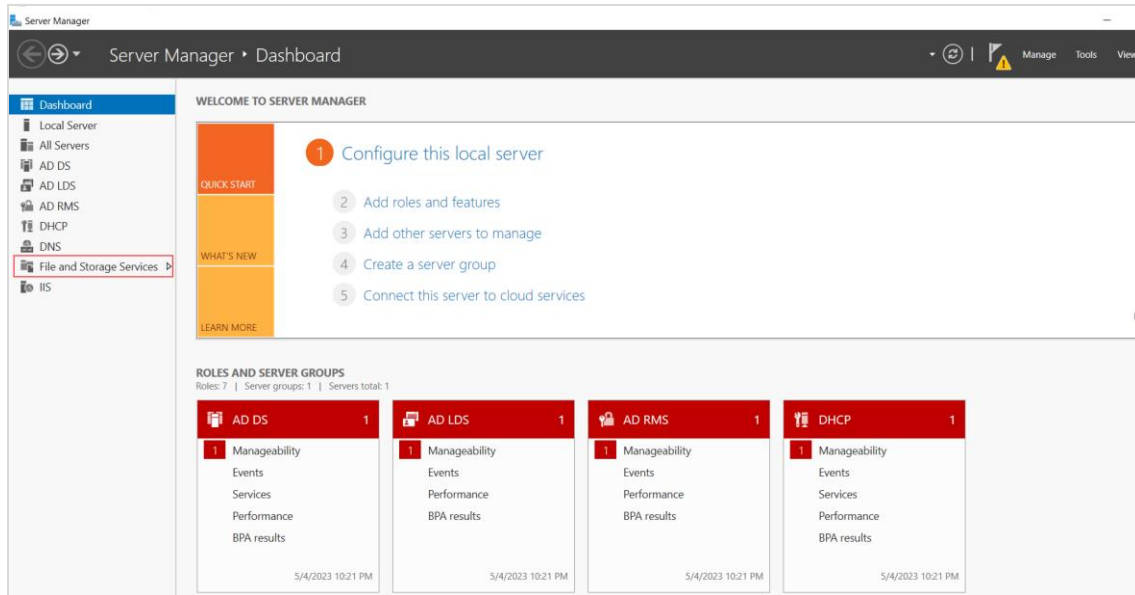 Server Manager
Server Manager ‣ Dashboard
Manage Tools View
Dashboard
Local Server
All Servers
AD DS
AD LDS
AD RMS
DHCP
DNS
File and Storage Services
IIS
WELCOME TO SERVER MANAGER
QUICK START
WHAT'S NEW
LEARN MORE
1 Configure this local server
2 Add roles and features
3 Add other servers to manage
4 Create a server group
5 Connect this server to cloud services
ROLES AND SERVER GROUPS
Roles: 7 | Server groups: 1 | Servers total: 1
AD DS 1
1 Manageability
Events
Services
Performance
BPA results
5/4/2023 10:21 PM
AD LDS 1
1 Manageability
Events
Performance
BPA results
5/4/2023 10:21 PM
AD RMS 1
1 Manageability
Events
Performance
BPA results
5/4/2023 10:21 PM
DHCP 1
1 Manageability
Events
Services
Performance
BPA results
5/4/2023 10:21 PM